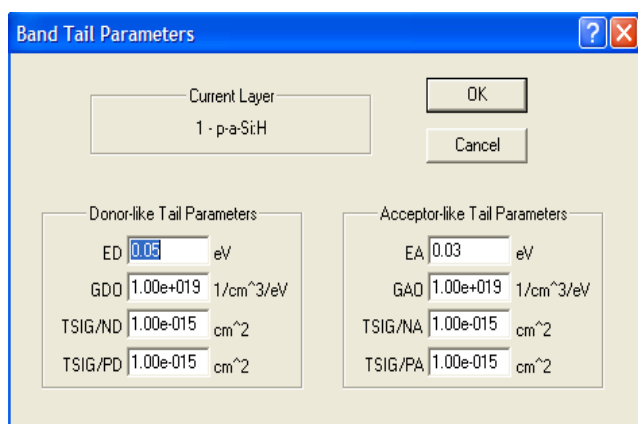 Band Tail Parameters
Current Layer
1 - p-a-Si:H
OK
Cancel
Donor-like Tail Parameters
ED 0.05 eV
GDO 1.00e+019 1/cm^3/eV
TSIG/ND 1.00e-015 cm^2
TSIG/PD 1.00e-015 cm^2
Acceptor-like Tail Parameters
EA 0.03 eV
GAO 1.00e+019 1/cm^3/eV
TSIG/NA 1.00e-015 cm^2
TSIG/PA 1.00e-015 cm^2